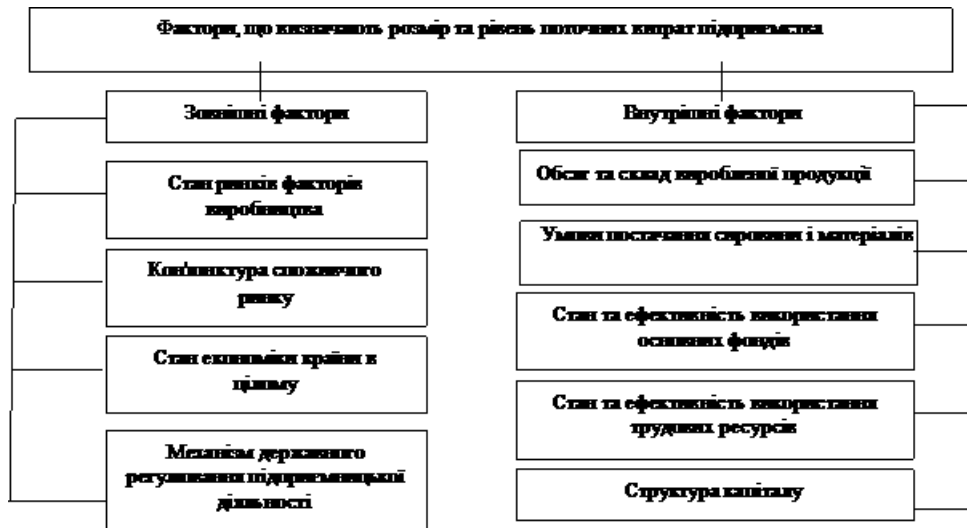 Фактори, що визначають розмір та рівень поточних витрат підприємства
Зовнішні фактори
Стан ринків факторів
виробництва
Кон'юнктура споживчого
ринку
Стан економіки країни в
цілому
Механізм державного
регулювання підприємницької
діяльності
Внутрішні фактори
Обсяг та склад виробленої продукції
Умови постачання сировини і матеріалів
Стан та ефективність використання
основних фондів
Стан та ефективність використання
трудових ресурсів
Структура капіталу